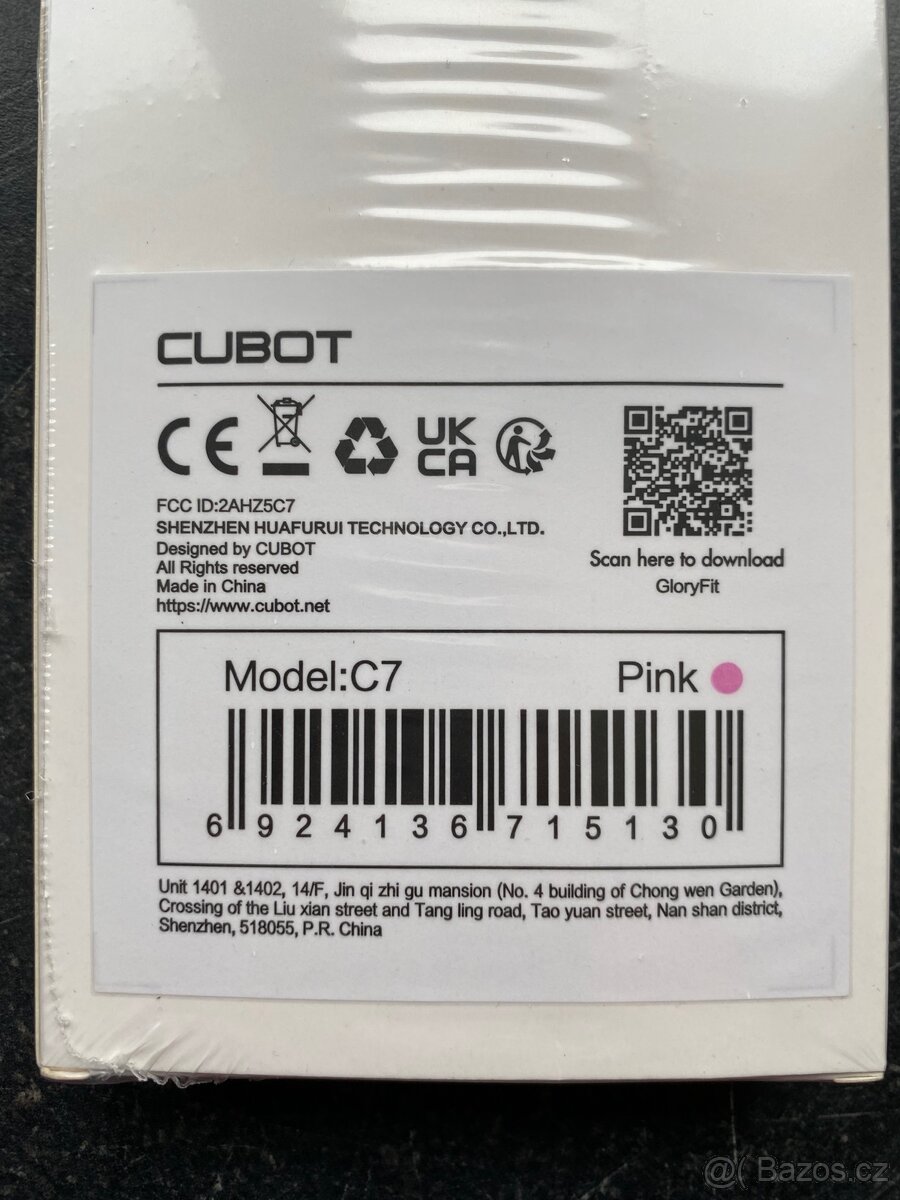 CUBOT
CE
UK
CA
FCC ID:2AHZ5C7
SHENZHEN HUAFURUI TECHNOLOGY CO.,LTD.
Designed by CUBOT
All Rights reserved
Made in China
https://www.cubot.net
Scan here to download
GloryFit
Model:C7 Pink
6 924136 715130
Unit 1401 &1402, 14/F, Jin qi zhi gu mansion (No. 4 building of Chong wen Garden),
Crossing of the Liu xian street and Tang ling road, Tao yuan street, Nan shan district,
Shenzhen, 518055, P.R. China
@( Bazos.cz